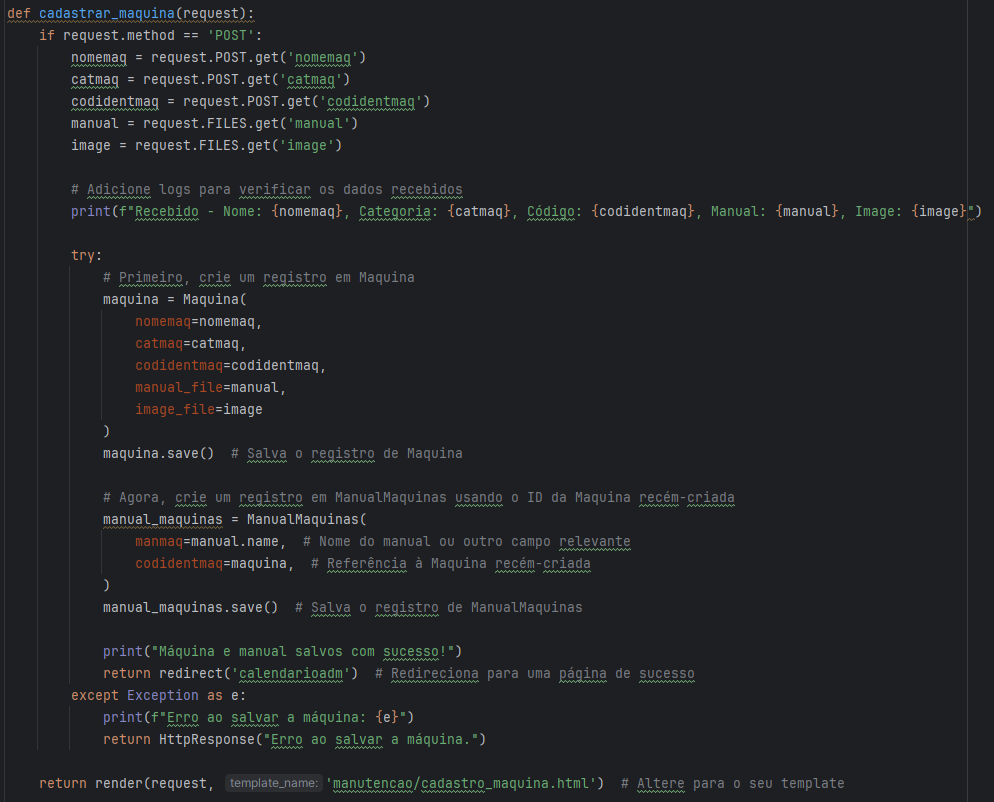 def cadastrar_maquina(request):
    if request.method == 'POST':
        nomemaq = request.POST.get('nomemaq')
        catmaq = request.POST.get('catmaq')
        codidentmaq = request.POST.get('codidentmaq')
        manual = request.FILES.get('manual')
        image = request.FILES.get('image')

        # Adicione logs para verificar os dados recebidos
        print(f"Recebido - Nome: {nomemaq}, Categoria: {catmaq}, Código: {codidentmaq}, Manual: {manual}, Image: {image}")

        try:
            # Primeiro, crie um registro em Maquina
            maquina = Maquina(
                nomemaq=nomemaq,
                catmaq=catmaq,
                codidentmaq=codidentmaq,
                manual_file=manual,
                image_file=image
            )
            maquina.save()  # Salva o registro de Maquina

            # Agora, crie um registro em ManualMaquinas usando o ID da Maquina recém-criada
            manual_maquinas = ManualMaquinas(
                manmaq=manual.name,  # Nome do manual ou outro campo relevante
                codidentmaq=maquina,  # Referência à Maquina recém-criada
            )
            manual_maquinas.save()  # Salva o registro de ManualMaquinas

            print("Máquina e manual salvos com sucesso!")
            return redirect('calendarioadm')  # Redireciona para uma página de sucesso
        except Exception as e:
            print(f"Erro ao salvar a máquina: {e}")
            return HttpResponse("Erro ao salvar a máquina.")

    return render(request, template_name: 'manutencao/cadastro_maquina.html')  # Altere para o seu template